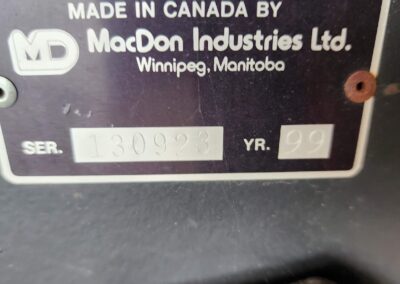 MADE IN CANADA BY
MD MacDon Industries Ltd.
Winnipeg, Manitoba
SER. 130923 YR. 99